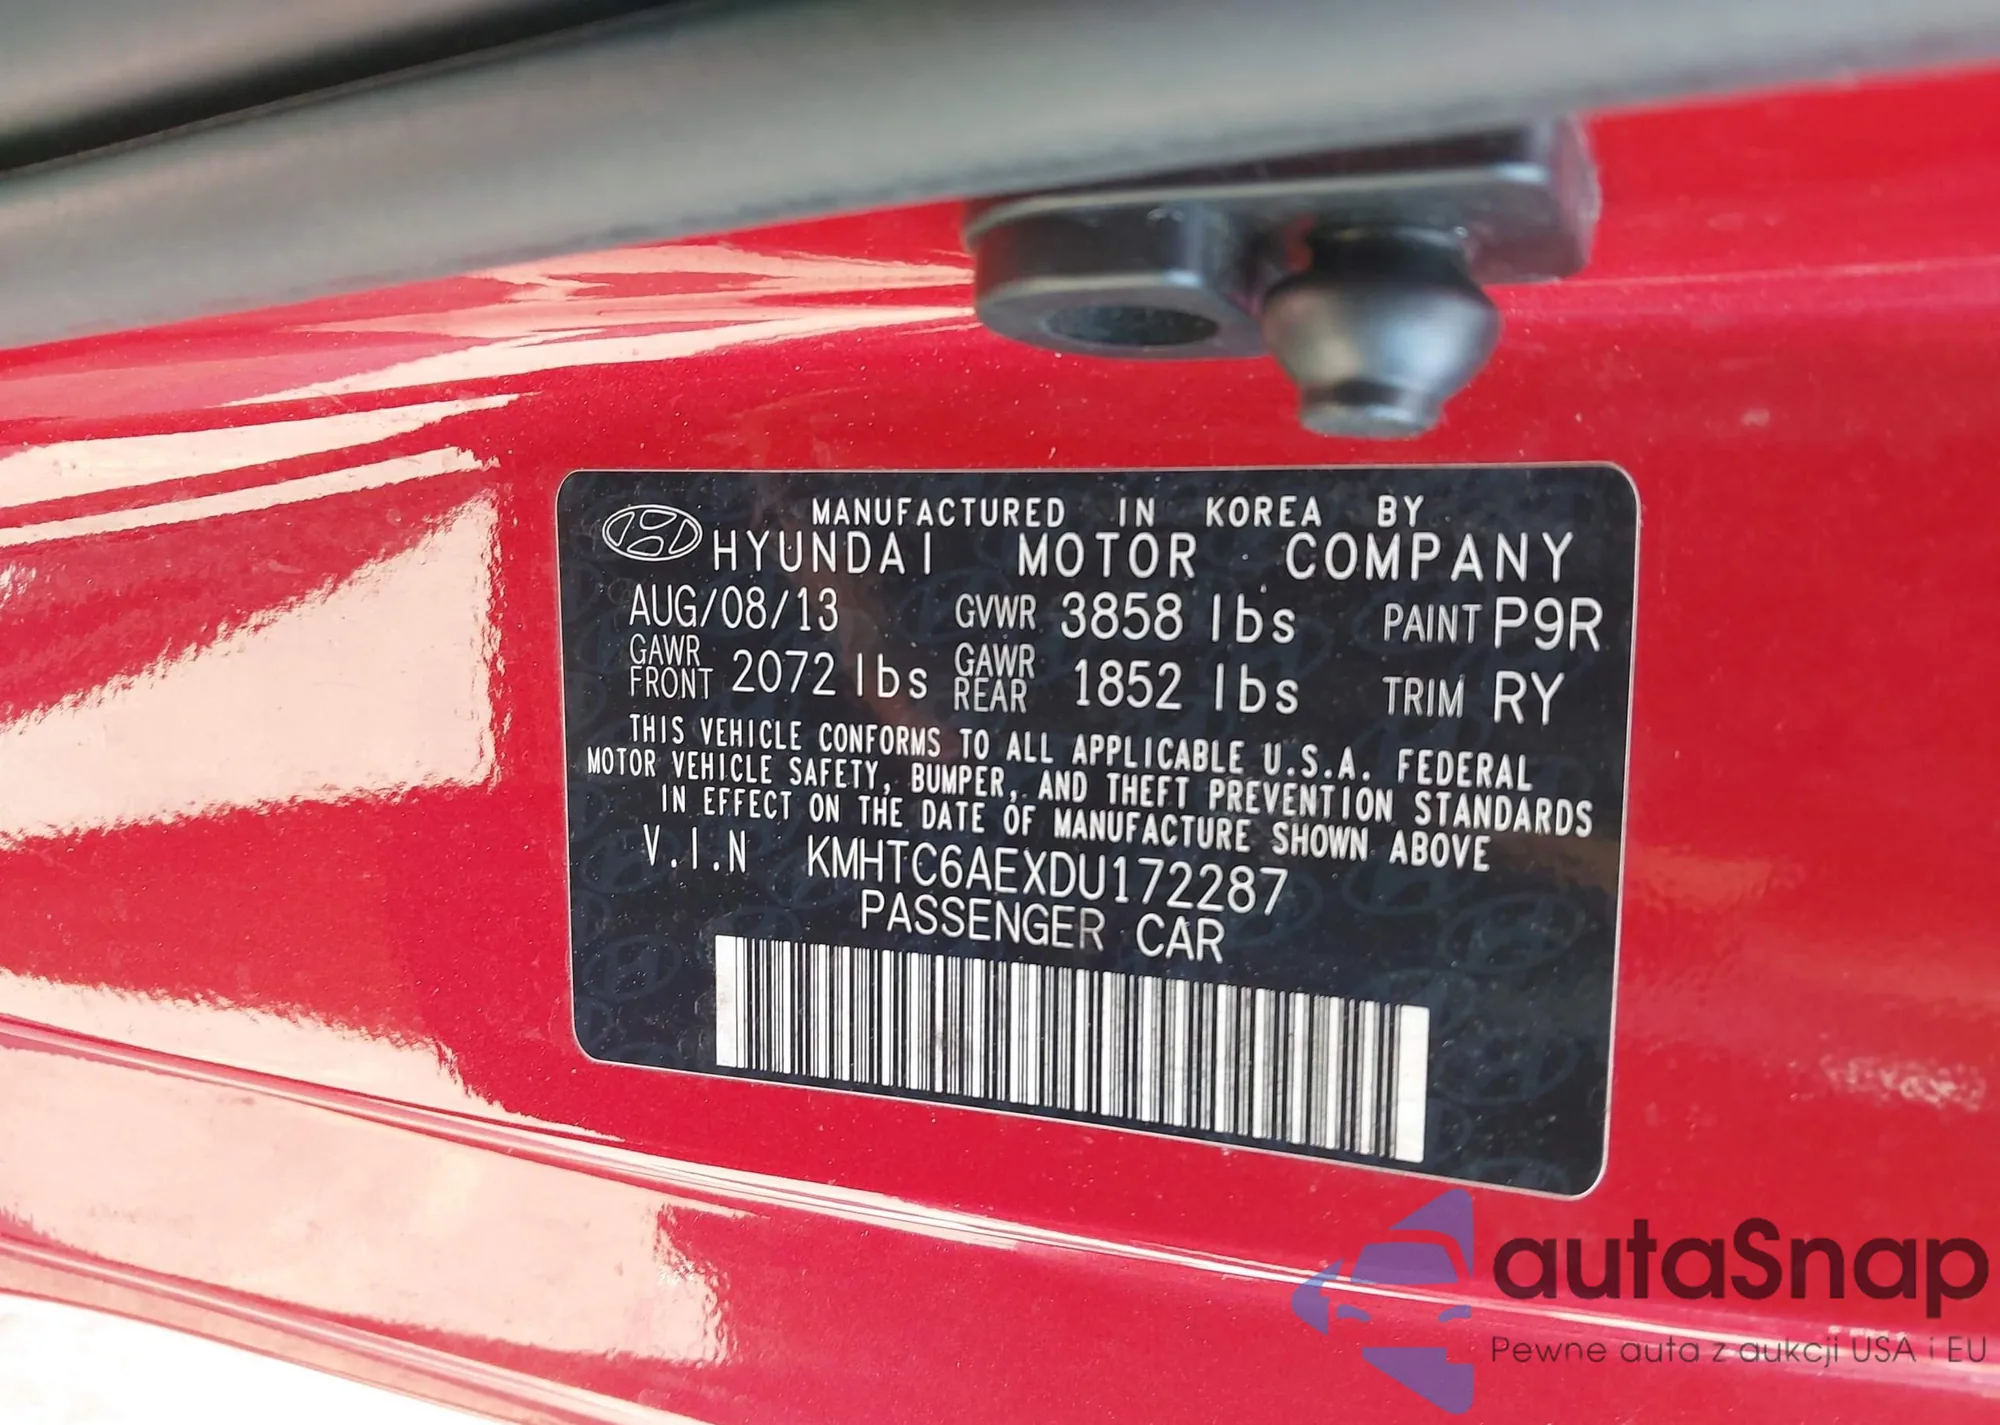 MANUFACTURED IN KOREA BY
HYUNDAI MOTOR COMPANY
AUG/08/13 GVWR 3858 lbs PAINT P9R
GAWR FRONT 2072 lbs GAWR REAR 1852 lbs TRIM RY
THIS VEHICLE CONFORMS TO ALL APPLICABLE U.S.A. FEDERAL
MOTOR VEHICLE SAFETY, BUMPER, AND THEFT PREVENTION STANDARDS
IN EFFECT ON THE DATE OF MANUFACTURE SHOWN ABOVE
V.I.N KMHTC6AEXDU172287
PASSENGER CAR
autaSnap
Pewne auta z aukcji USA i EU